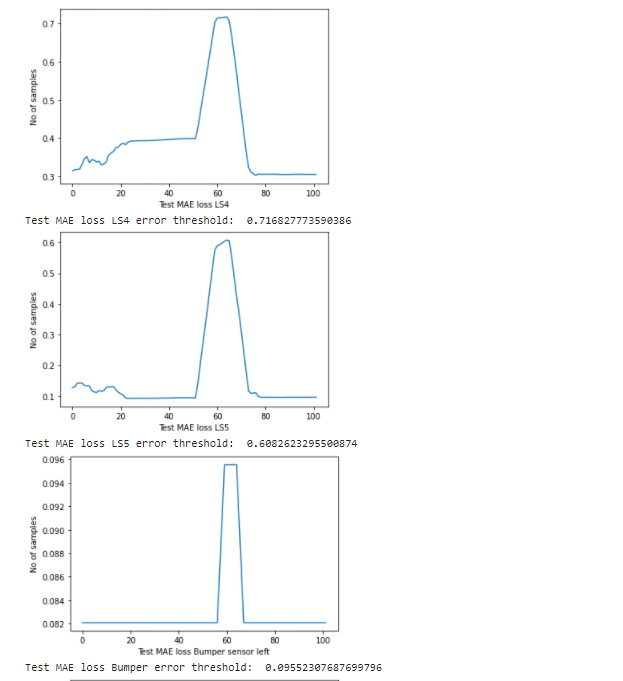 0.7
0.6
0.5
0.4
0.3
No of samples
0 20 40 60 80 100
Test MAE loss LS4
Test MAE loss LS4 error threshold: 0.716827773590386
0.6
0.5
0.4
0.3
0.2
0.1
No of samples
0 20 40 60 80 100
Test MAE loss LS5
Test MAE loss LS5 error threshold: 0.6082623295500874
0.096
0.094
0.092
0.090
0.088
0.086
0.084
0.082
No of samples
0 20 40 60 80 100
Test MAE loss Bumper sensor left
Test MAE loss Bumper error threshold: 0.09552307687699796